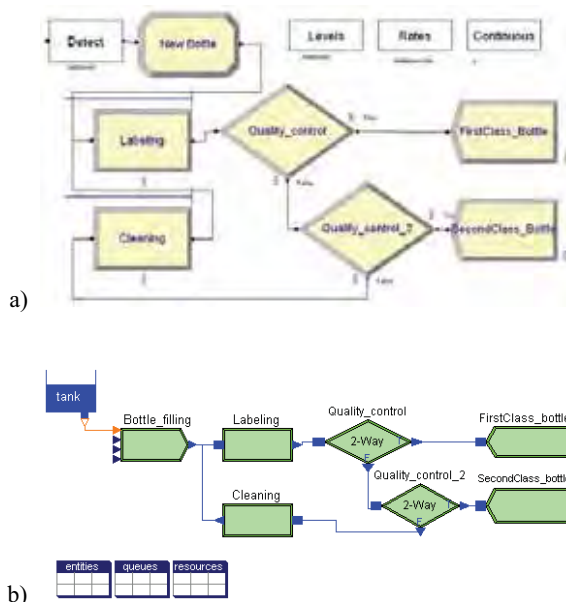 Detect
New Bottle
Levels
Rates
Continuous
Labeling
Quality_control
True
FirstClass_Bottle
False
Cleaning
Quality_control_2
True
SecondClass_Bottle
False
a)
tank
Bottle_filling
Labeling
Quality_control
FirstClass_bottle
2-Way
T
F
Cleaning
Quality_control_2
SecondClass_bottle
2-Way
T
F
entities queues resources
b)